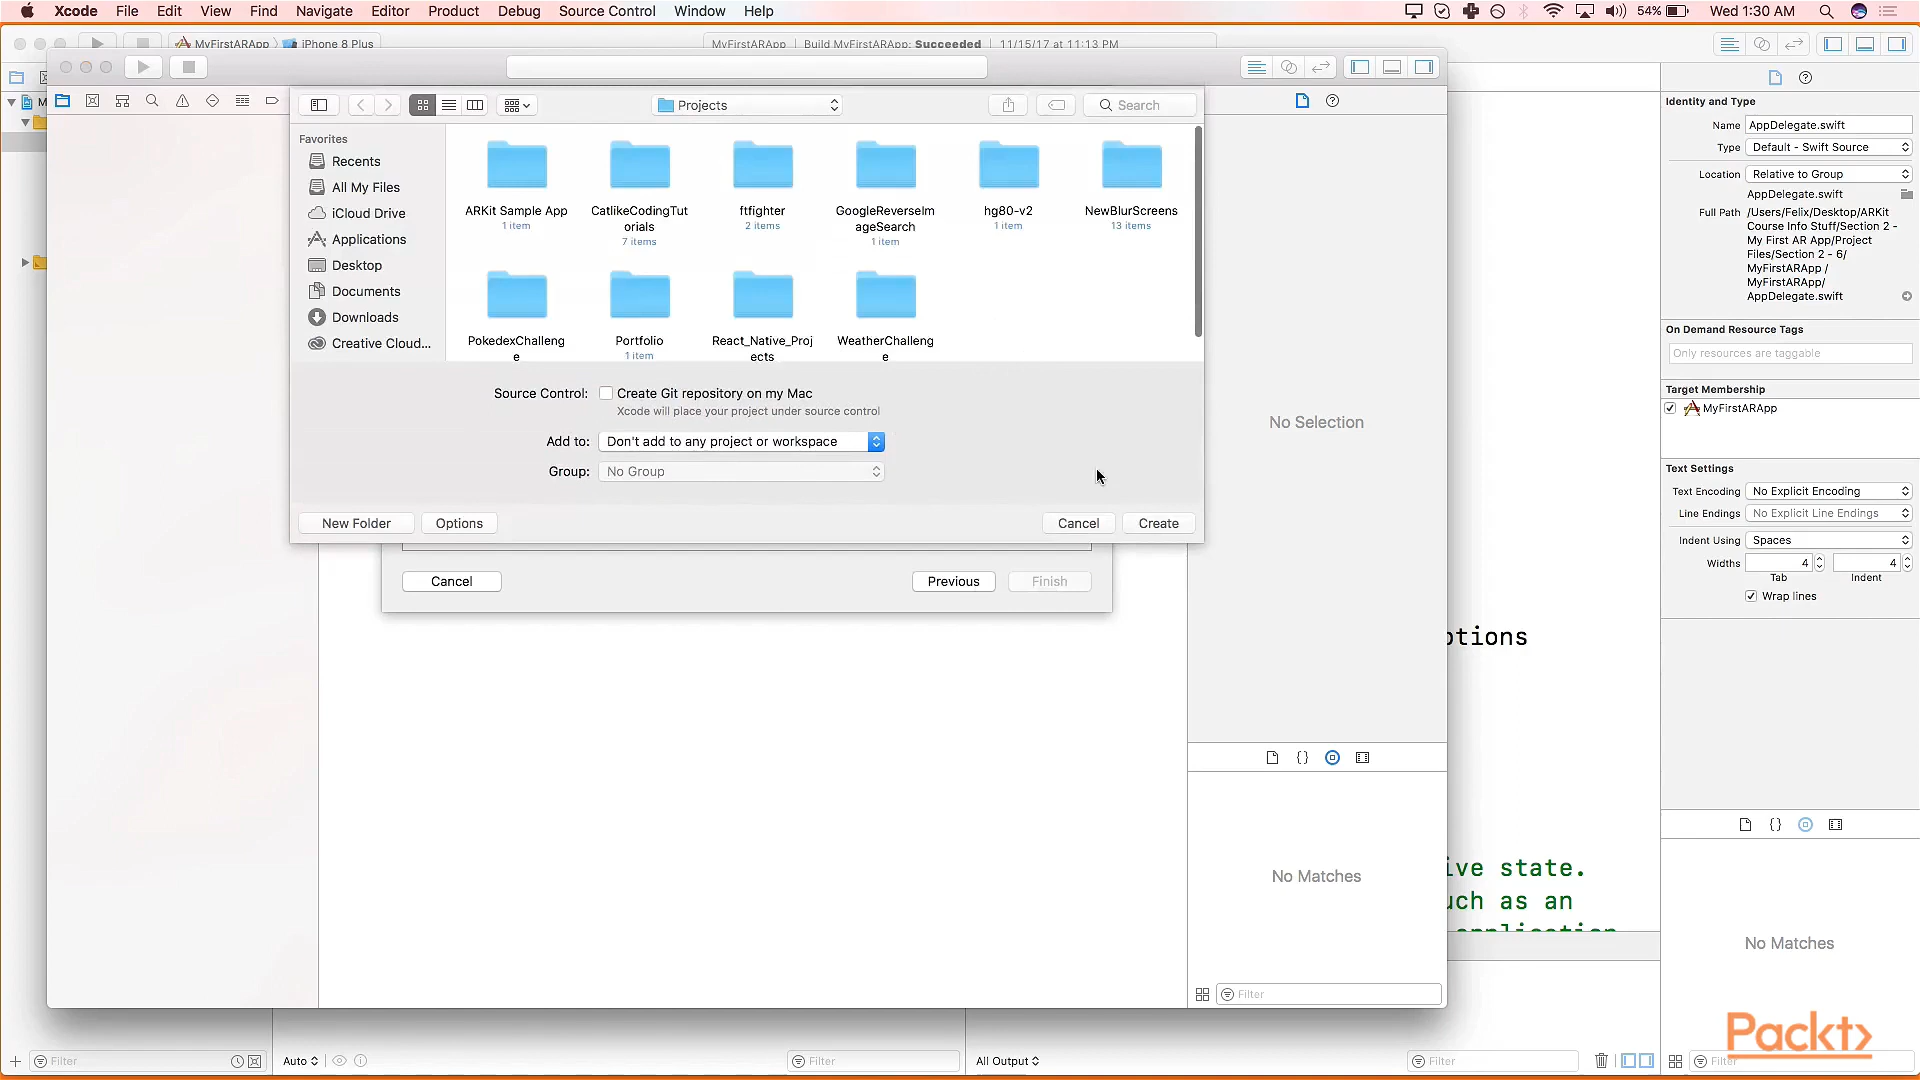 Xcode File Edit View Find Navigate Editor Product Debug Source Control Window Help
54% Wed 1:30 AM
MyFirstARApp iPhone 8 Plus
MyFirstARApp | Build MyFirstARApp: Succeeded | 11/15/17 at 11:13 PM
M
Projects
Search
Favorites
Recents
All My Files
iCloud Drive
Applications
Desktop
Documents
Downloads
Creative Cloud...
ARKit Sample App
1 item
CatlikeCodingTut
orials
7 items
ftfighter
2 items
GoogleReverseIm
ageSearch
1 item
hg80-v2
1 item
NewBlurScreens
13 items
PokedexChalleng
e
Portfolio
1 item
React_Native_Proj
ects
WeatherChalleng
e
Source Control: Create Git repository on my Mac
Xcode will place your project under source control
Add to: Don't add to any project or workspace
Group: No Group
New Folder Options Cancel Create
Cancel Previous Finish
No Selection
No Matches
Filter
ptions
ive state.
uch as an
application
Identity and Type
Name AppDelegate.swift
Type Default - Swift Source
Location Relative to Group
AppDelegate.swift
Full Path /Users/Felix/Desktop/ARKit
Course Info Stuff/Section 2 -
My First AR App/Project
Files/Section 2 - 6/
MyFirstARApp /
MyFirstARApp/
AppDelegate.swift
On Demand Resource Tags
Only resources are taggable
Target Membership
MyFirstARApp
Text Settings
Text Encoding No Explicit Encoding
Line Endings No Explicit Line Endings
Indent Using Spaces
Widths 4 4
Tab Indent
Wrap lines
No Matches
Packt>
Filter Auto Filter All Output Filter Filter